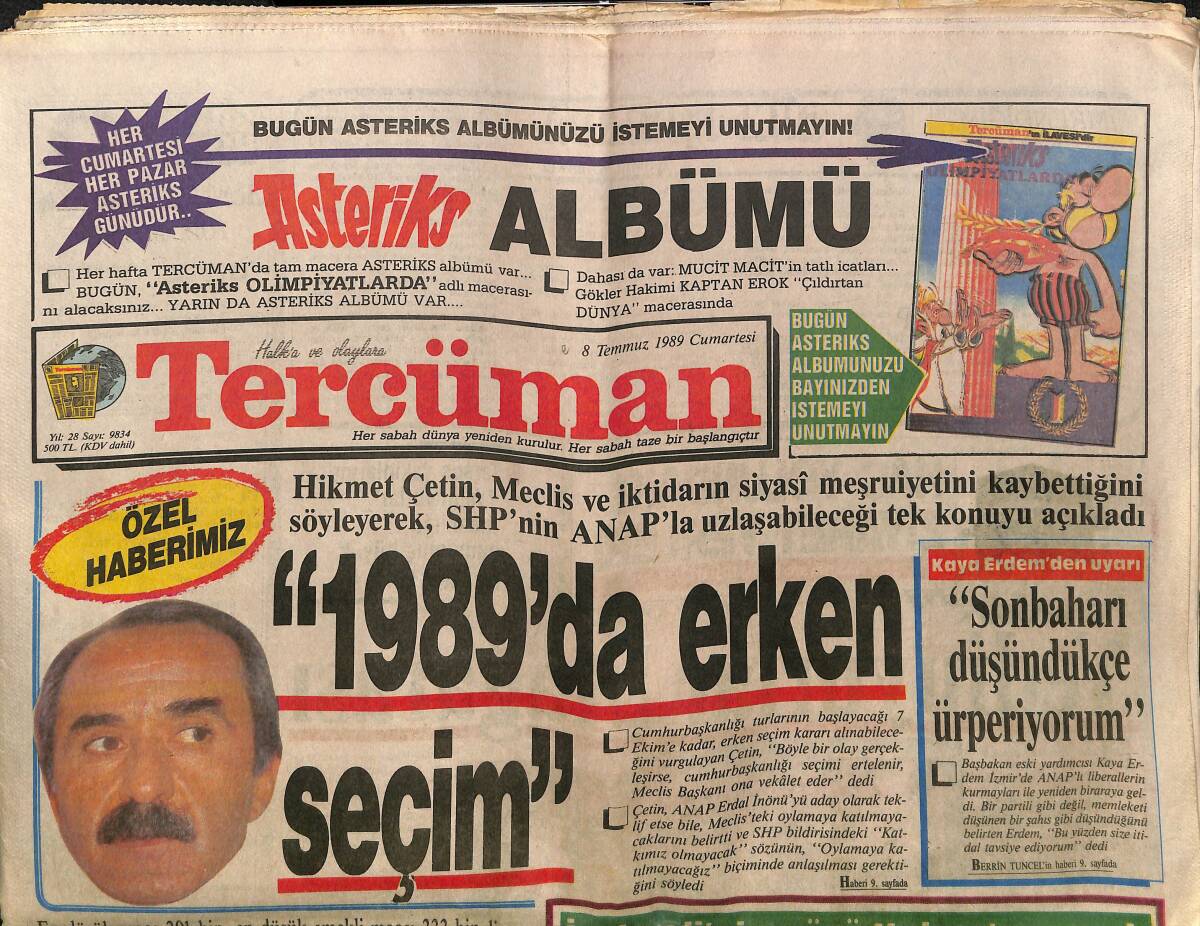 HER
CUMARTESİ
HER PAZAR
ASTERİKS
GÜNÜDÜR..
BUGÜN ASTERİKS ALBÜMÜNÜZÜ İSTEMEYİ UNUTMAYIN!
Asteriks ALBÜMÜ
Her hafta TERCÜMAN'da tam macera ASTERİKS albümü var...
BUGÜN, "Asteriks OLİMPİYATLARDA" adlı macerası-
nı alacaksınız... YARIN DA ASTERİKS ALBÜMÜ VAR....
Dahası da var: MUCİT MACİT'in tatlı icatları...
Gökler Hakimi KAPTAN EROK "Çıldırtan
DÜNYA" macerasında
Tercüman'ın İLAVESİDİR
Asteriks
OLİMPİYATLARDA
BUGÜN
ASTERİKS
ALBUMUNUZU
BAYINIZDEN
ISTEMEYİ
UNUTMAYIN
Halk'a ve olaylara
8 Temmuz 1989 Cumartesi
Tercüman
Yıl: 28 Sayı: 9834
500 TL. (KDV dahil)
Her sabah dünya yeniden kurulur. Her sabah taze bir başlangıçtır
ÖZEL
HABERİMİZ
Hikmet Çetin, Meclis ve iktidarın siyasî meşruiyetini kaybettiğini
söyleyerek, SHP'nin ANAP'la uzlaşabileceği tek konuyu açıkladı
"1989'da erken
seçim"
Cumhurbaşkanlığı turlarının başlayacağı 7
Ekim'e kadar, erken seçim kararı alınabilece-
ğini vurgulayan Çetin, "Böyle bir olay gerçek-
leşirse, cumhurbaşkanlığı seçimi ertelenir,
Meclis Başkanı ona vekâlet eder" dedi
Çetin, ANAP Erdal İnönü'yü aday olarak tek-
lif etse bile, Meclis'teki oylamaya katılmaya-
caklarını belirtti ve SHP bildirisindeki "Kat-
kımız olmayacak" sözünün, "Oylamaya ka-
tılmayacağız" biçiminde anlaşılması gerekti-
ğini söyledi
Haberi 9. sayfada
Kaya Erdem'den uyarı
"Sonbaharı
düşündükçe
ürperiyorum"
Başbakan eski yardımcısı Kaya Er-
dem İzmir'de ANAP'lı liberallerin
kurmayları ile yeniden biraraya gel-
di. Bir partili gibi değil, memleketi
düşünen bir şahıs gibi düşündüğünü
belirten Erdem, "Bu yüzden size iti-
dal tavsiye ediyorum" dedi
BERRİN TUNCEL'in haberi 9. sayfada